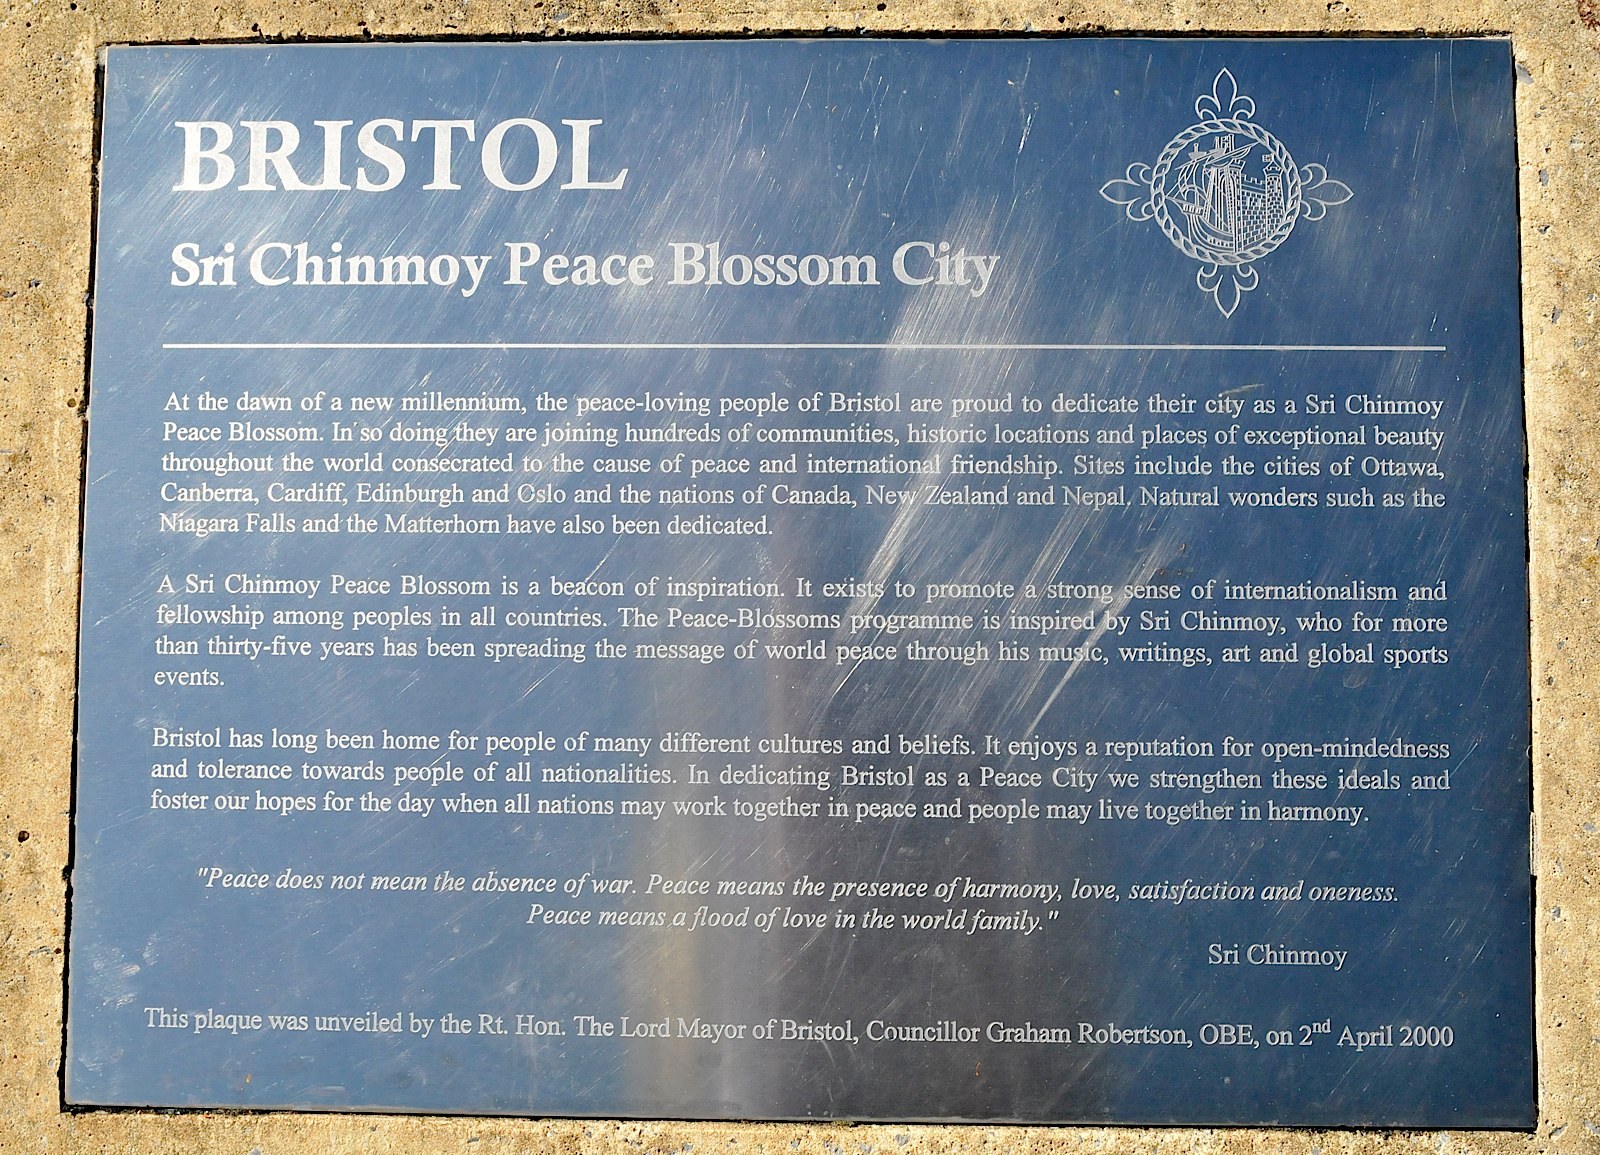 BRISTOL
Sri Chinmoy Peace Blossom City
At the dawn of a new millennium, the peace-loving people of Bristol are proud to dedicate their city as a Sri Chinmoy
Peace Blossom. In so doing they are joining hundreds of communities, historic locations and places of exceptional beauty
throughout the world consecrated to the cause of peace and international friendship. Sites include the cities of Ottawa,
Canberra, Cardiff, Edinburgh and Oslo and the nations of Canada, New Zealand and Nepal. Natural wonders such as the
Niagara Falls and the Matterhorn have also been dedicated.
A Sri Chinmoy Peace Blossom is a beacon of inspiration. It exists to promote a strong sense of internationalism and
fellowship among peoples in all countries. The Peace-Blossoms programme is inspired by Sri Chinmoy, who for more
than thirty-five years has been spreading the message of world peace through his music, writings, art and global sports
events.
Bristol has long been home for people of many different cultures and beliefs. It enjoys a reputation for open-mindedness
and tolerance towards people of all nationalities. In dedicating Bristol as a Peace City we strengthen these ideals and
foster our hopes for the day when all nations may work together in peace and people may live together in harmony.
"Peace does not mean the absence of war. Peace means the presence of harmony, love, satisfaction and oneness.
Peace means a flood of love in the world family."
Sri Chinmoy
This plaque was unveiled by the Rt. Hon. The Lord Mayor of Bristol, Councillor Graham Robertson, OBE, on 2nd April 2000